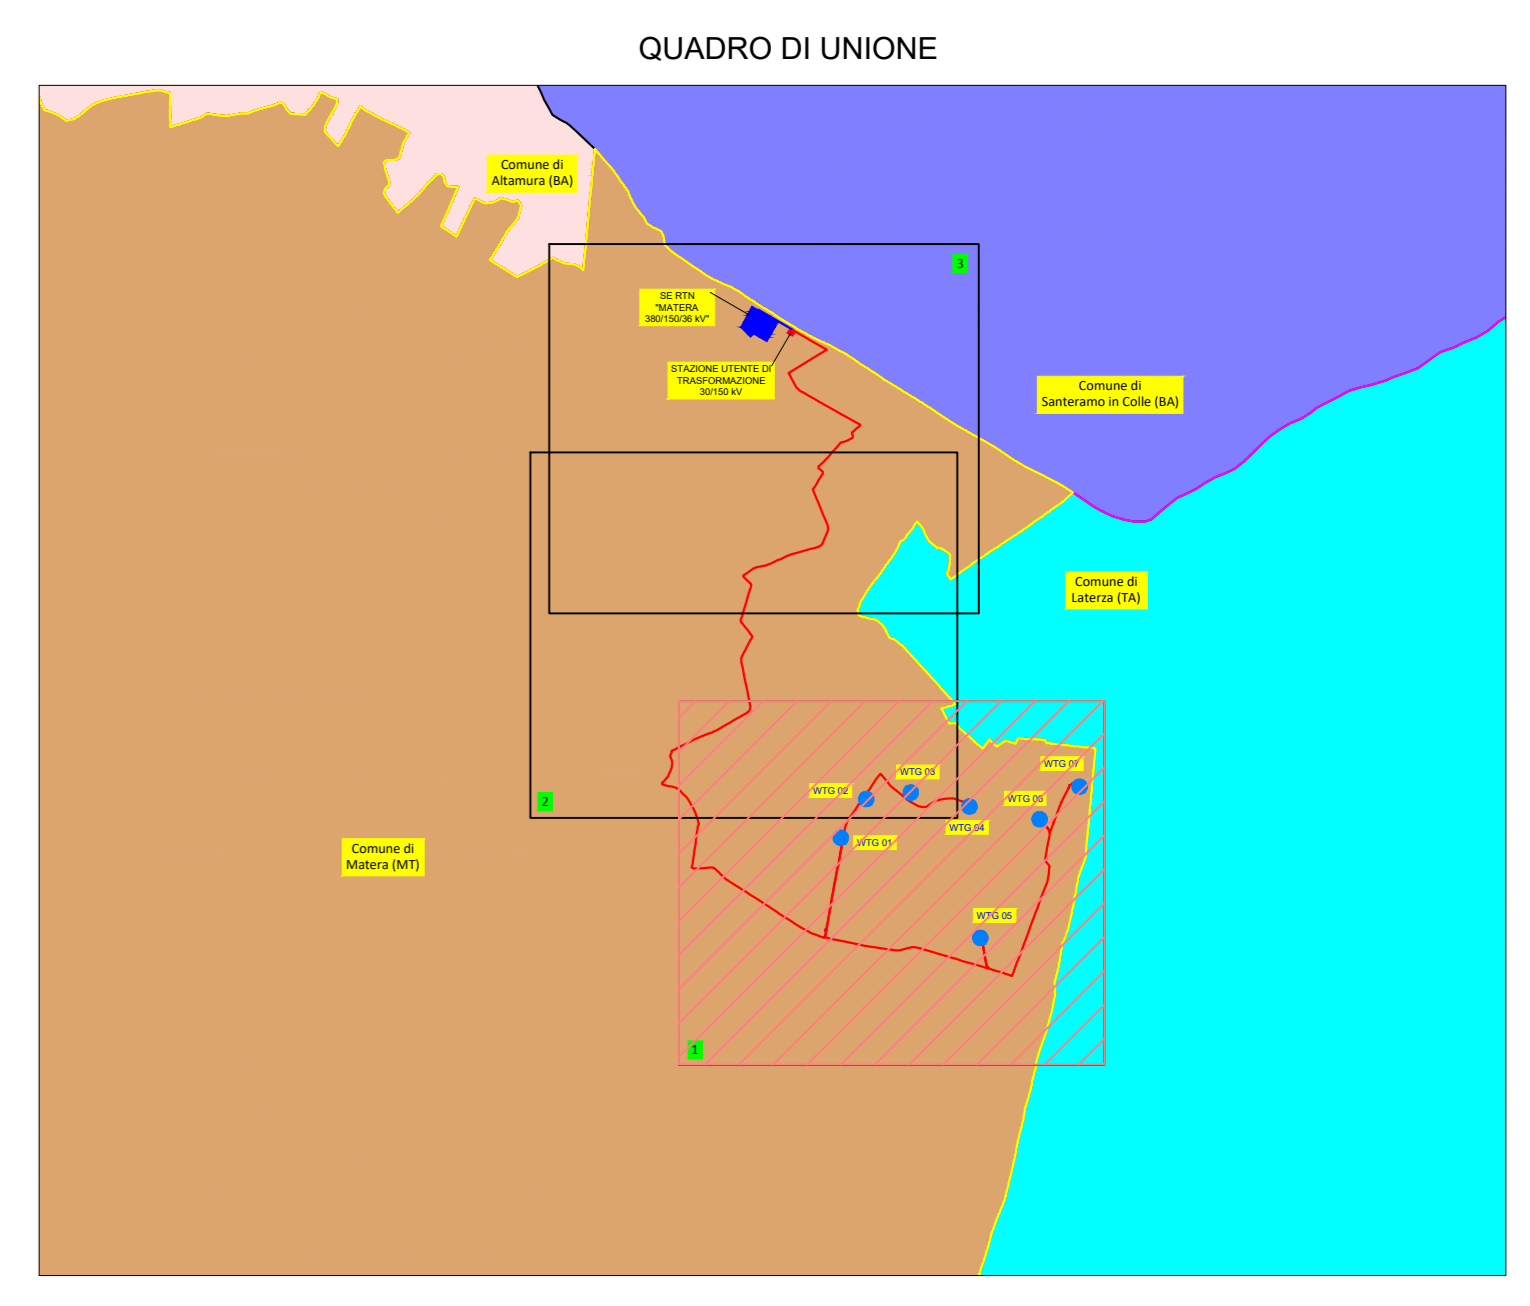 QUADRO DI UNIONE
Comune di
Altamura (BA)
3
SE RTN
"MATERA
380/150/36 kV"
STAZIONE UTENTE DI
TRASFORMAZIONE
30/150 kV
Comune di
Santeramo in Colle (BA)
Comune di
Laterza (TA)
WTG 07
WTG 03
WTG 02
WTG 06
2
WTG 04
WTG 01
Comune di
Matera (MT)
WTG 05
1